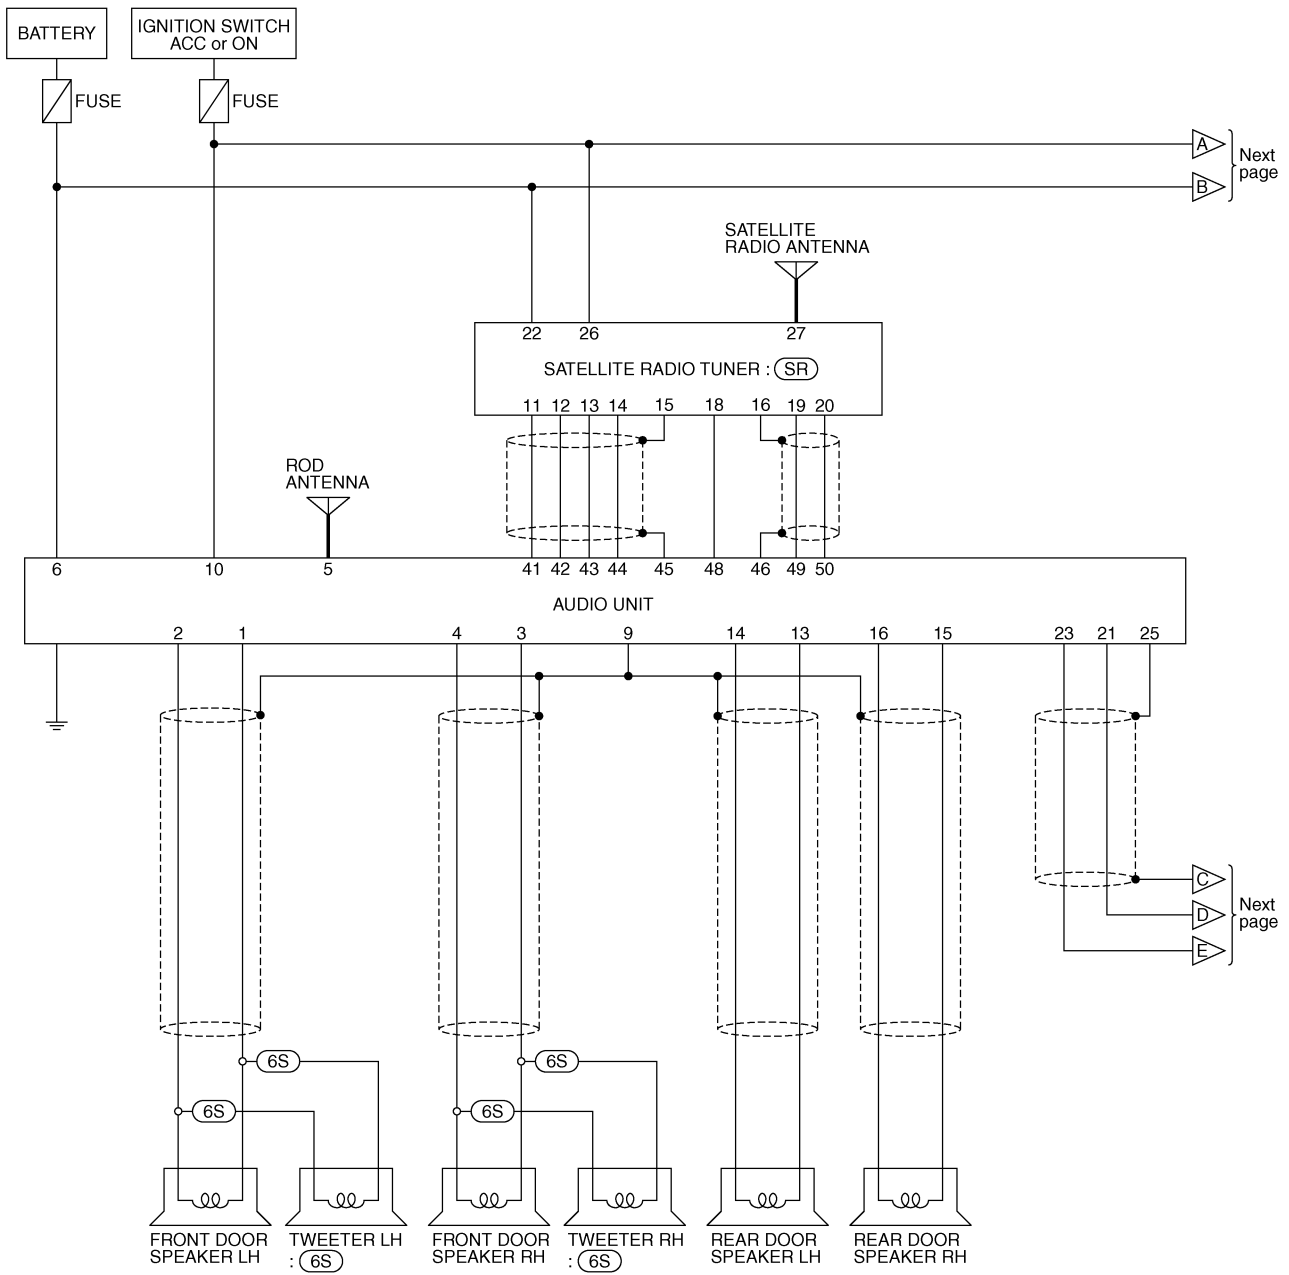 BATTERY
IGNITION SWITCH
ACC or ON
FUSE
FUSE
A
Next
page
B
SATELLITE
RADIO ANTENNA
22 26 27
SATELLITE RADIO TUNER : SR
11 12 13 14 15 18 16 19 20
ROD
ANTENNA
6 10 5 41 42 43 44 45 48 46 49 50
AUDIO UNIT
2 1 4 3 9 14 13 16 15 23 21 25
C
D
Next
page
E
6S 6S
6S 6S
FRONT DOOR
SPEAKER LH
TWEETER LH
: 6S
FRONT DOOR
SPEAKER RH
TWEETER RH
: 6S
REAR DOOR
SPEAKER LH
REAR DOOR
SPEAKER RH